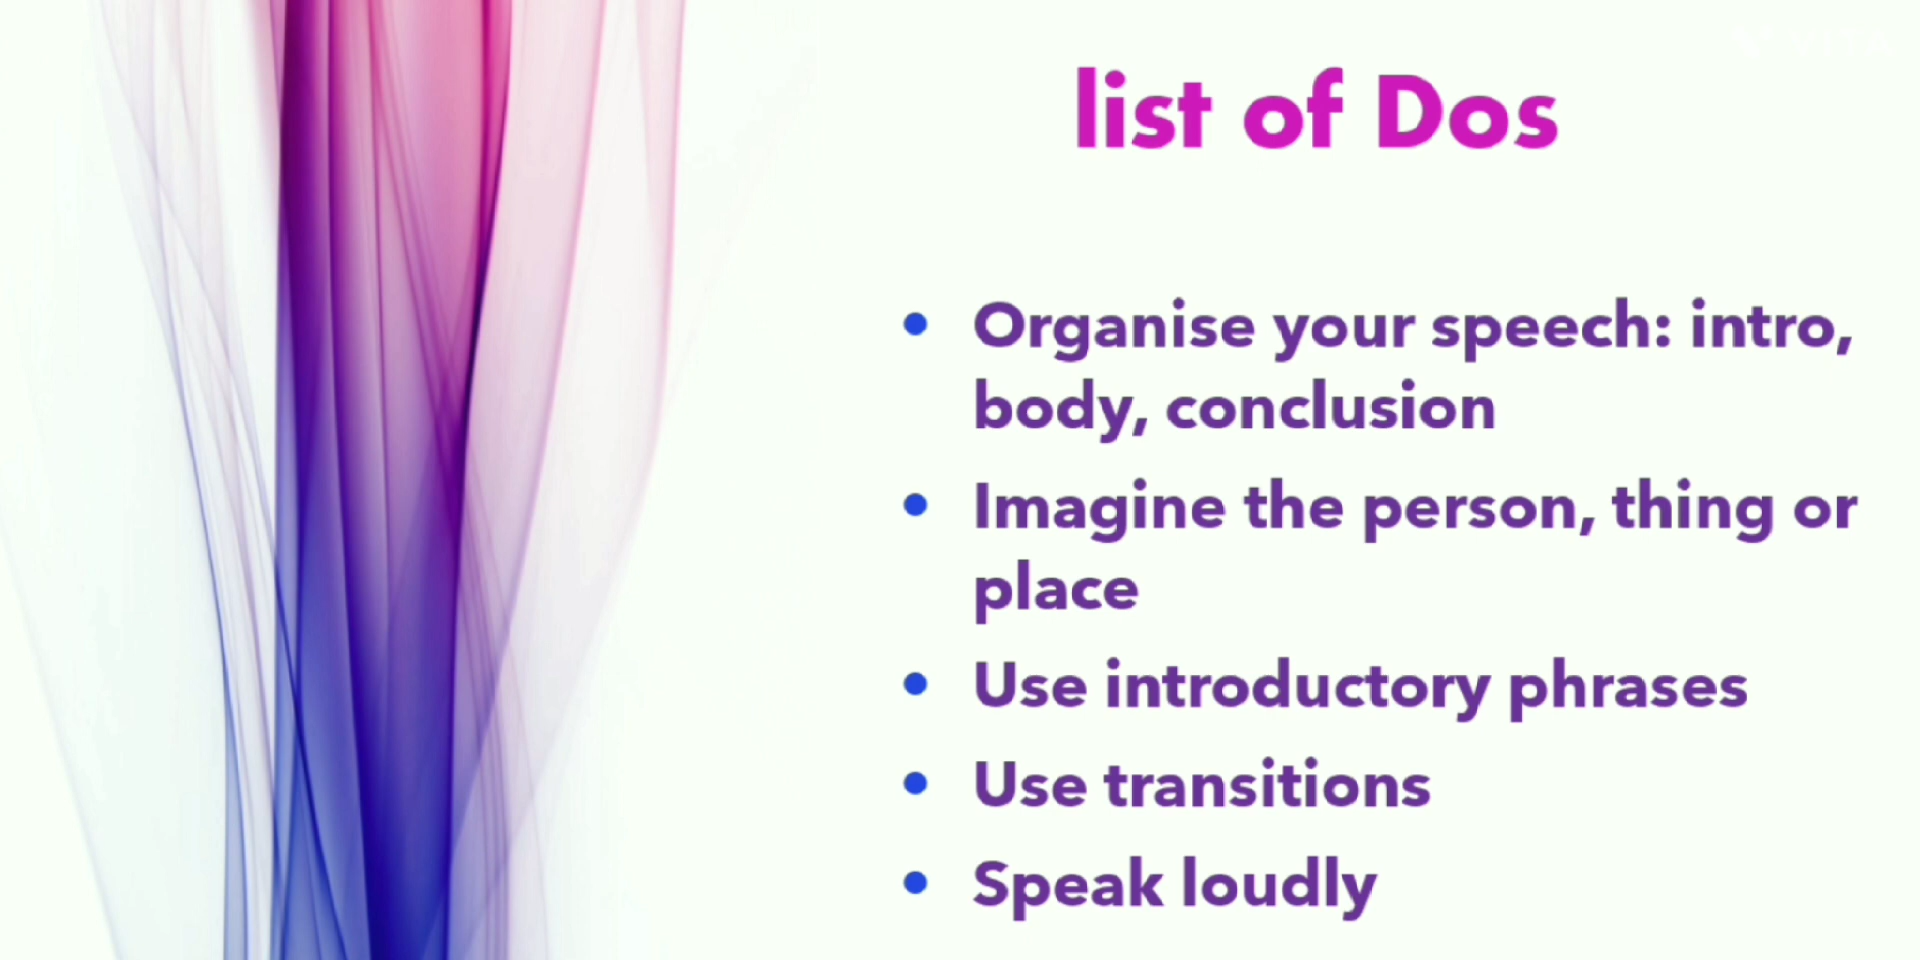 list of Dos
• Organise your speech: intro,
body, conclusion
• Imagine the person, thing or
place
• Use introductory phrases
• Use transitions
• Speak loudly